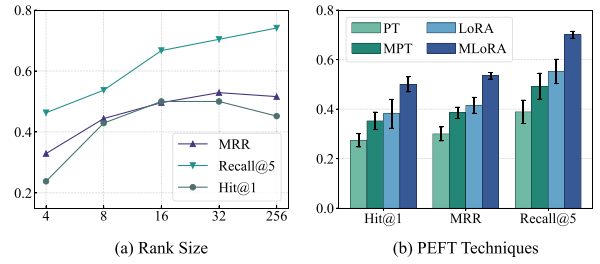 0.8
0.6
0.4
0.2
4 8 16 32 256
MRR
Recall@5
Hit@1
(a) Rank Size
0.8
0.6
0.4
0.2
0.0
PT LoRA
MPT MLoRA
Hit@1 MRR Recall@5
(b) PEFT Techniques